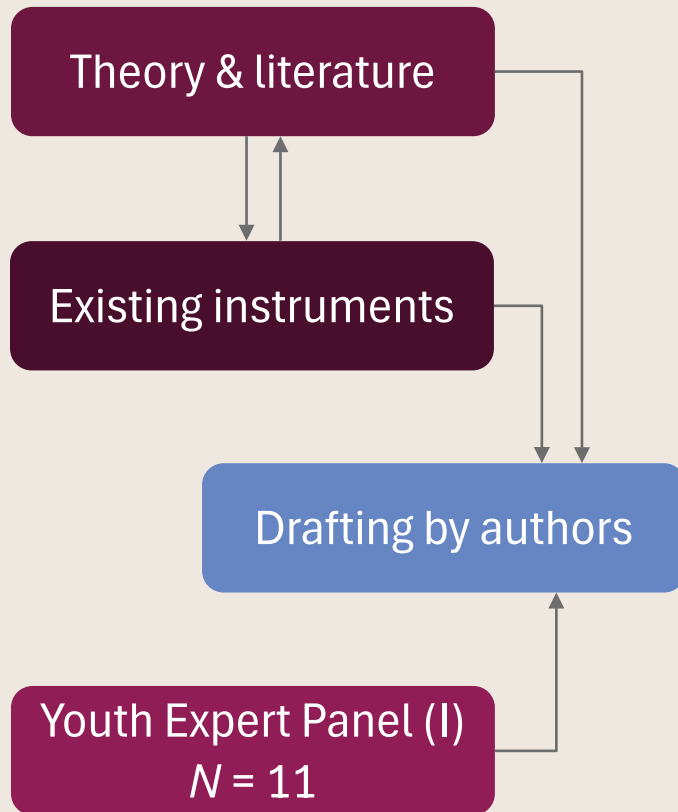 Theory & literature
Existing instruments
Drafting by authors
Youth Expert Panel (I)
N = 11